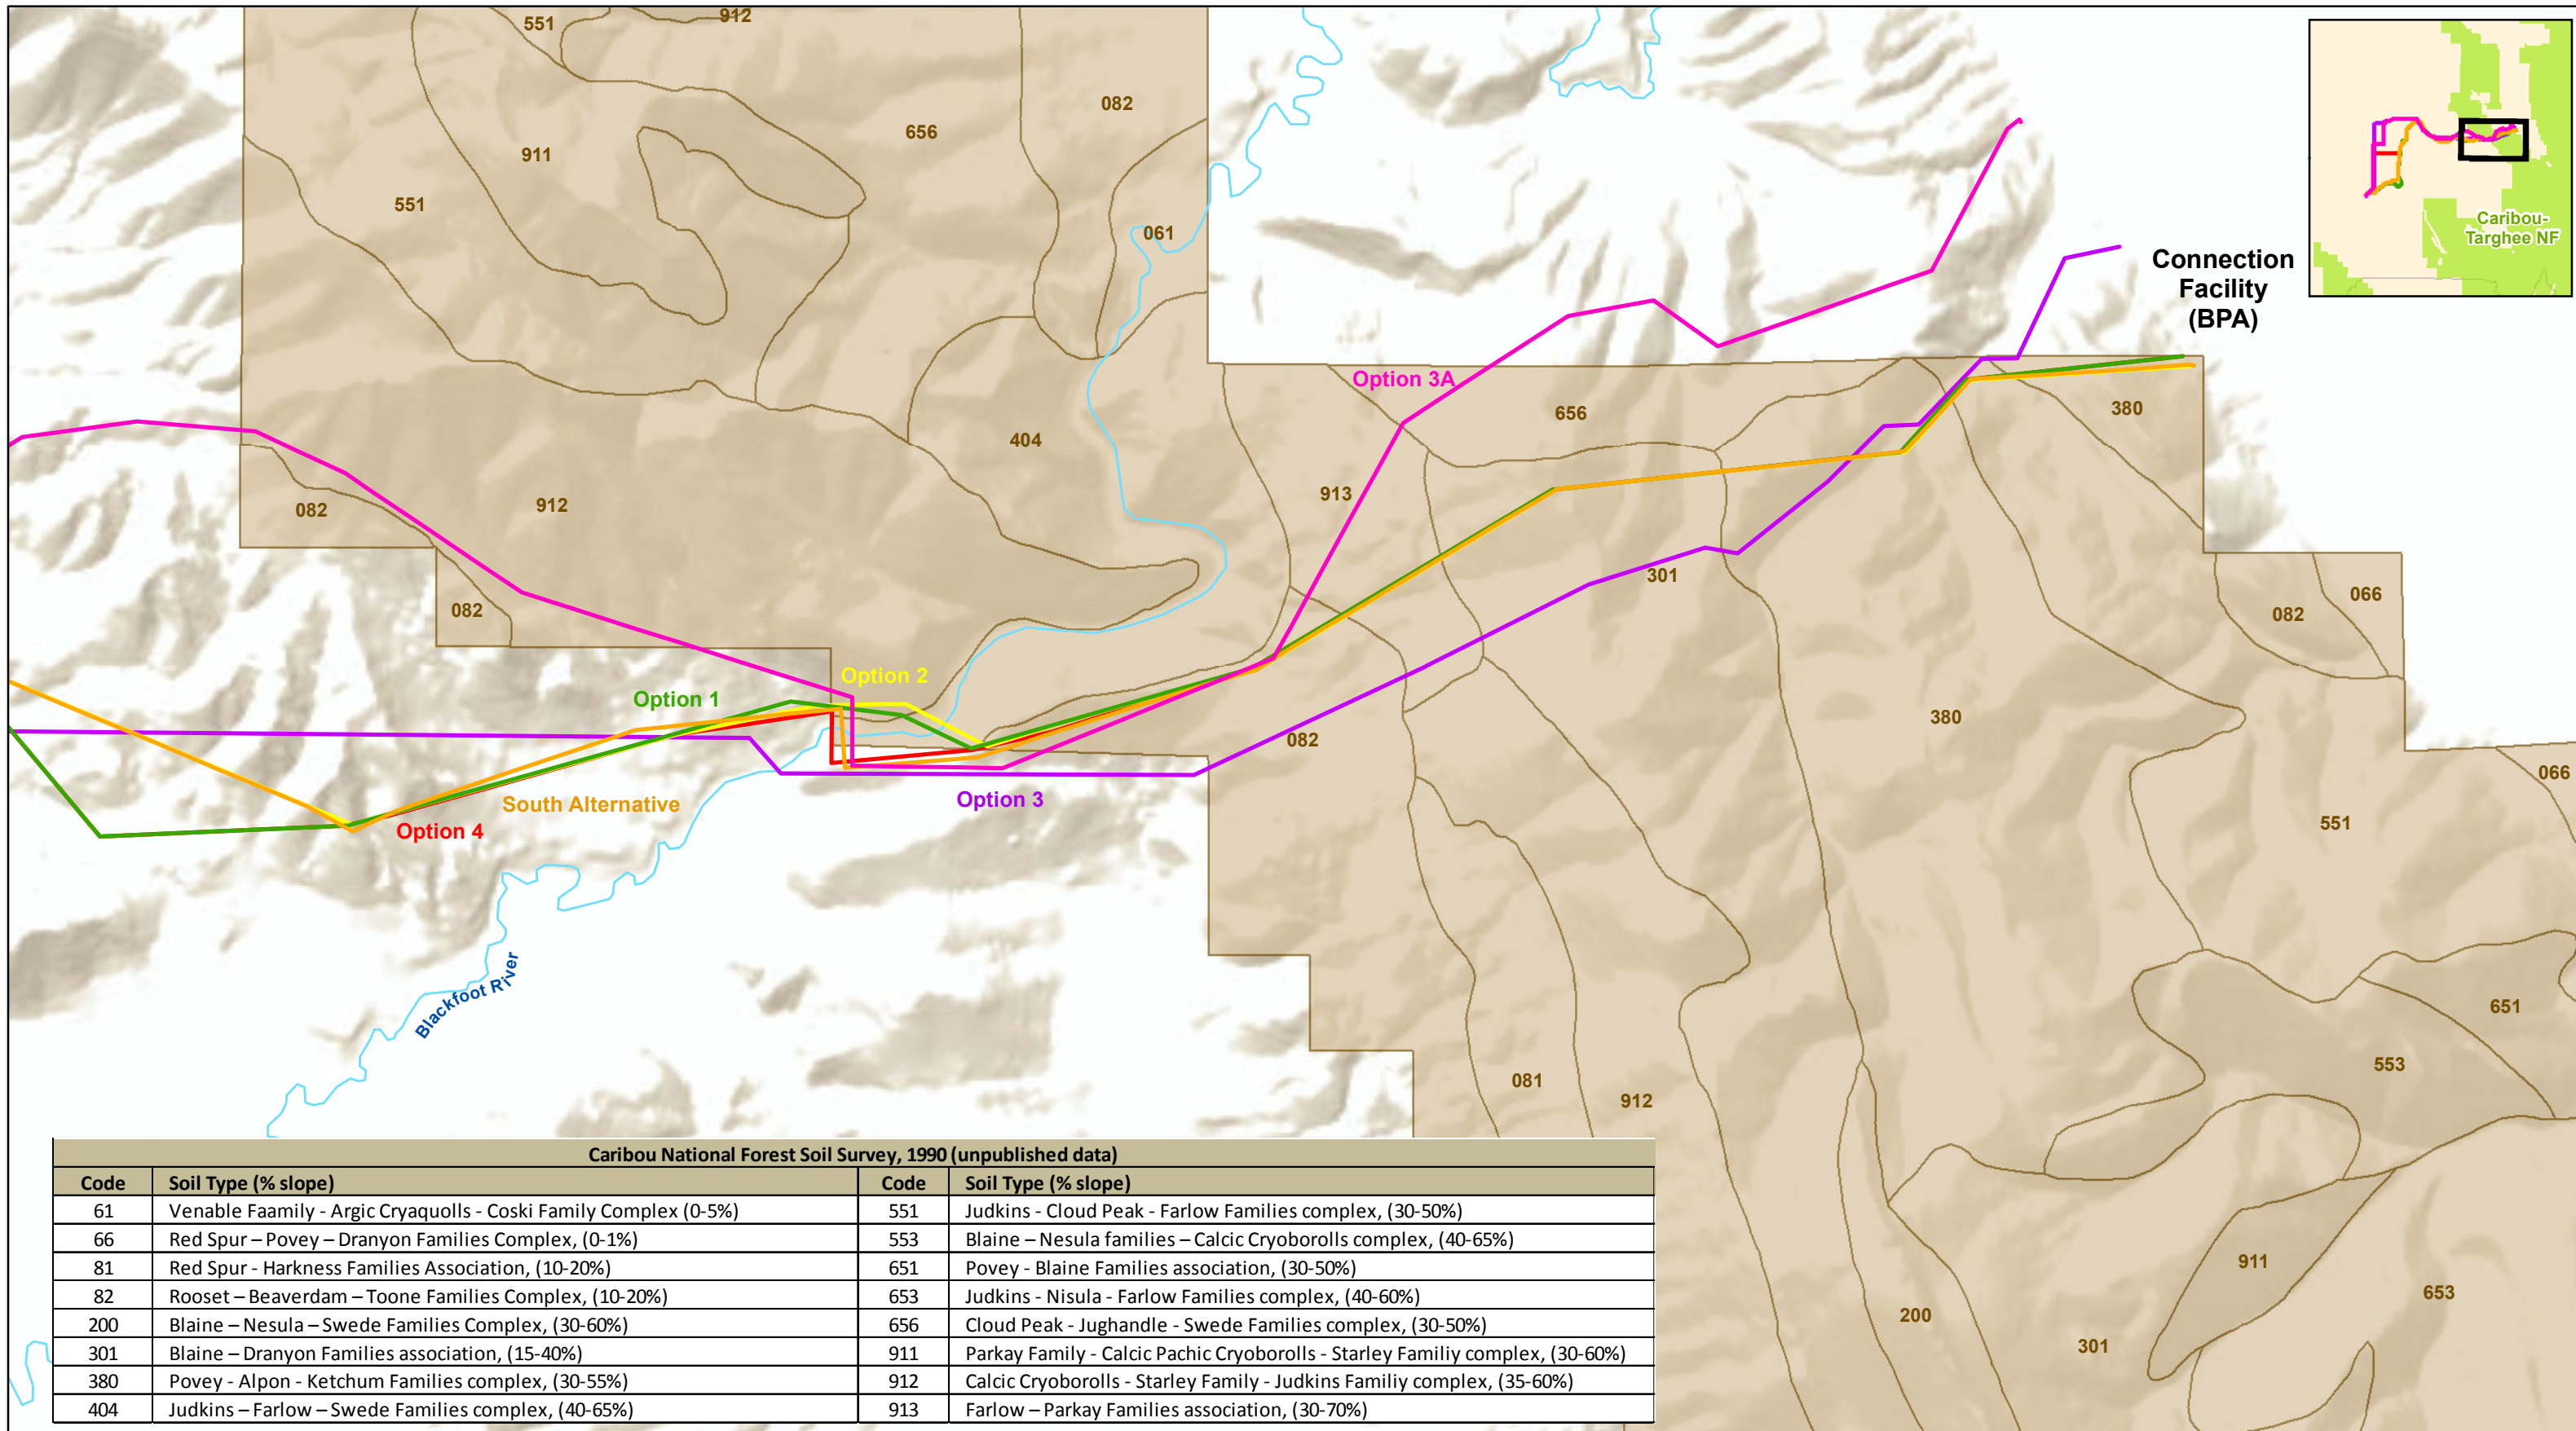 551
912
082
656
911
551
061
Caribou-
Targhee NF
Connection
Facility
(BPA)
Option 3A
656
380
404
913
912
082
301
066
082
082
Option 2
Option 1
082
380
066
Option 3
South Alternative
Option 4
551
Blackfoot River
651
553
081
912
911
653
200
301
Caribou National Forest Soil Survey, 1990 (unpublished data)
Code Soil Type (% slope) Code Soil Type (% slope)
61 Venable Faamily - Argic Cryaquolls - Coski Family Complex (0-5%) 551 Judkins - Cloud Peak - Farlow Families complex, (30-50%)
66 Red Spur – Povey – Dranyon Families Complex, (0-1%) 553 Blaine – Nesula families – Calcic Cryoborolls complex, (40-65%)
81 Red Spur - Harkness Families Association, (10-20%) 651 Povey - Blaine Families association, (30-50%)
82 Rooset – Beaverdam – Toone Families Complex, (10-20%) 653 Judkins - Nisula - Farlow Families complex, (40-60%)
200 Blaine – Nesula – Swede Families Complex, (30-60%) 656 Cloud Peak - Jughandle - Swede Families complex, (30-50%)
301 Blaine – Dranyon Families association, (15-40%) 911 Parkay Family - Calcic Pachic Cryoborolls - Starley Familiy complex, (30-60%)
380 Povey - Alpon - Ketchum Families complex, (30-55%) 912 Calcic Cryoborolls - Starley Family - Judkins Familiy complex, (35-60%)
404 Judkins – Farlow – Swede Families complex, (40-65%) 913 Farlow – Parkay Families association, (30-70%)